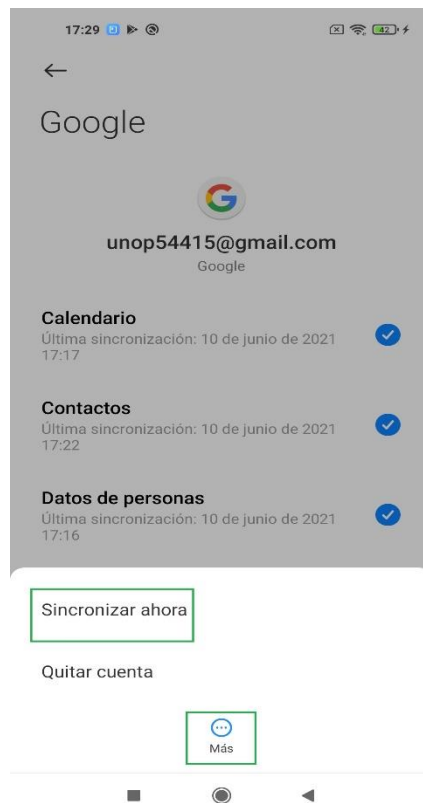 17:29
42
Google
G
unop54415@gmail.com
Google
Calendario
Última sincronización: 10 de junio de 2021
17:17
Contactos
Última sincronización: 10 de junio de 2021
17:22
Datos de personas
Última sincronización: 10 de junio de 2021
17:16
Sincronizar ahora
Quitar cuenta
Más